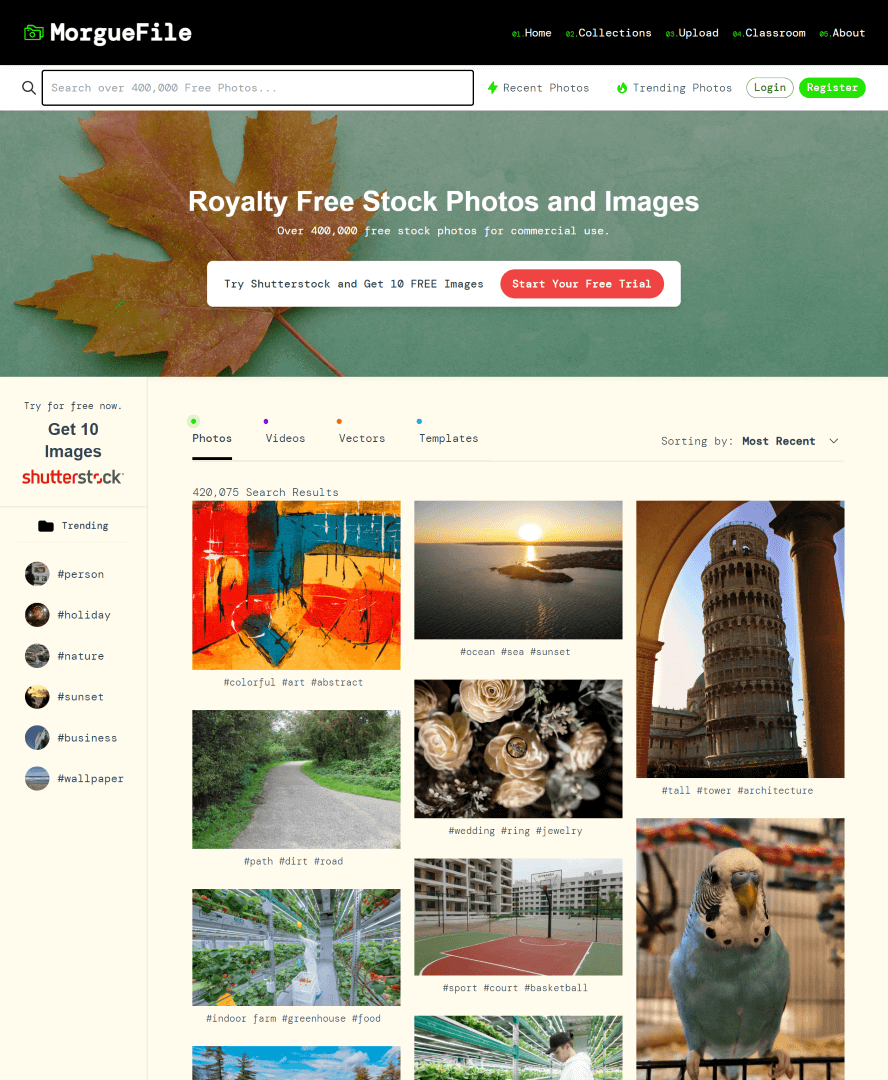 MorgueFile
01.Home 02.Collections 03.Upload 04.Classroom 05.About
Search over 400,000 Free Photos...
Recent Photos
Trending Photos
Login
Register
Royalty Free Stock Photos and Images
Over 400,000 free stock photos for commercial use.
Try Shutterstock and Get 10 FREE Images
Start Your Free Trial
Try for free now.
Get 10
Images
shutterstock
Trending
#person
#holiday
#nature
#sunset
#business
#wallpaper
Photos
Videos
Vectors
Templates
Sorting by: Most Recent
420,075 Search Results
#colorful #art #abstract
#ocean #sea #sunset
#tall #tower #architecture
#path #dirt #road
#wedding #ring #jewelry
#indoor farm #greenhouse #food
#sport #court #basketball